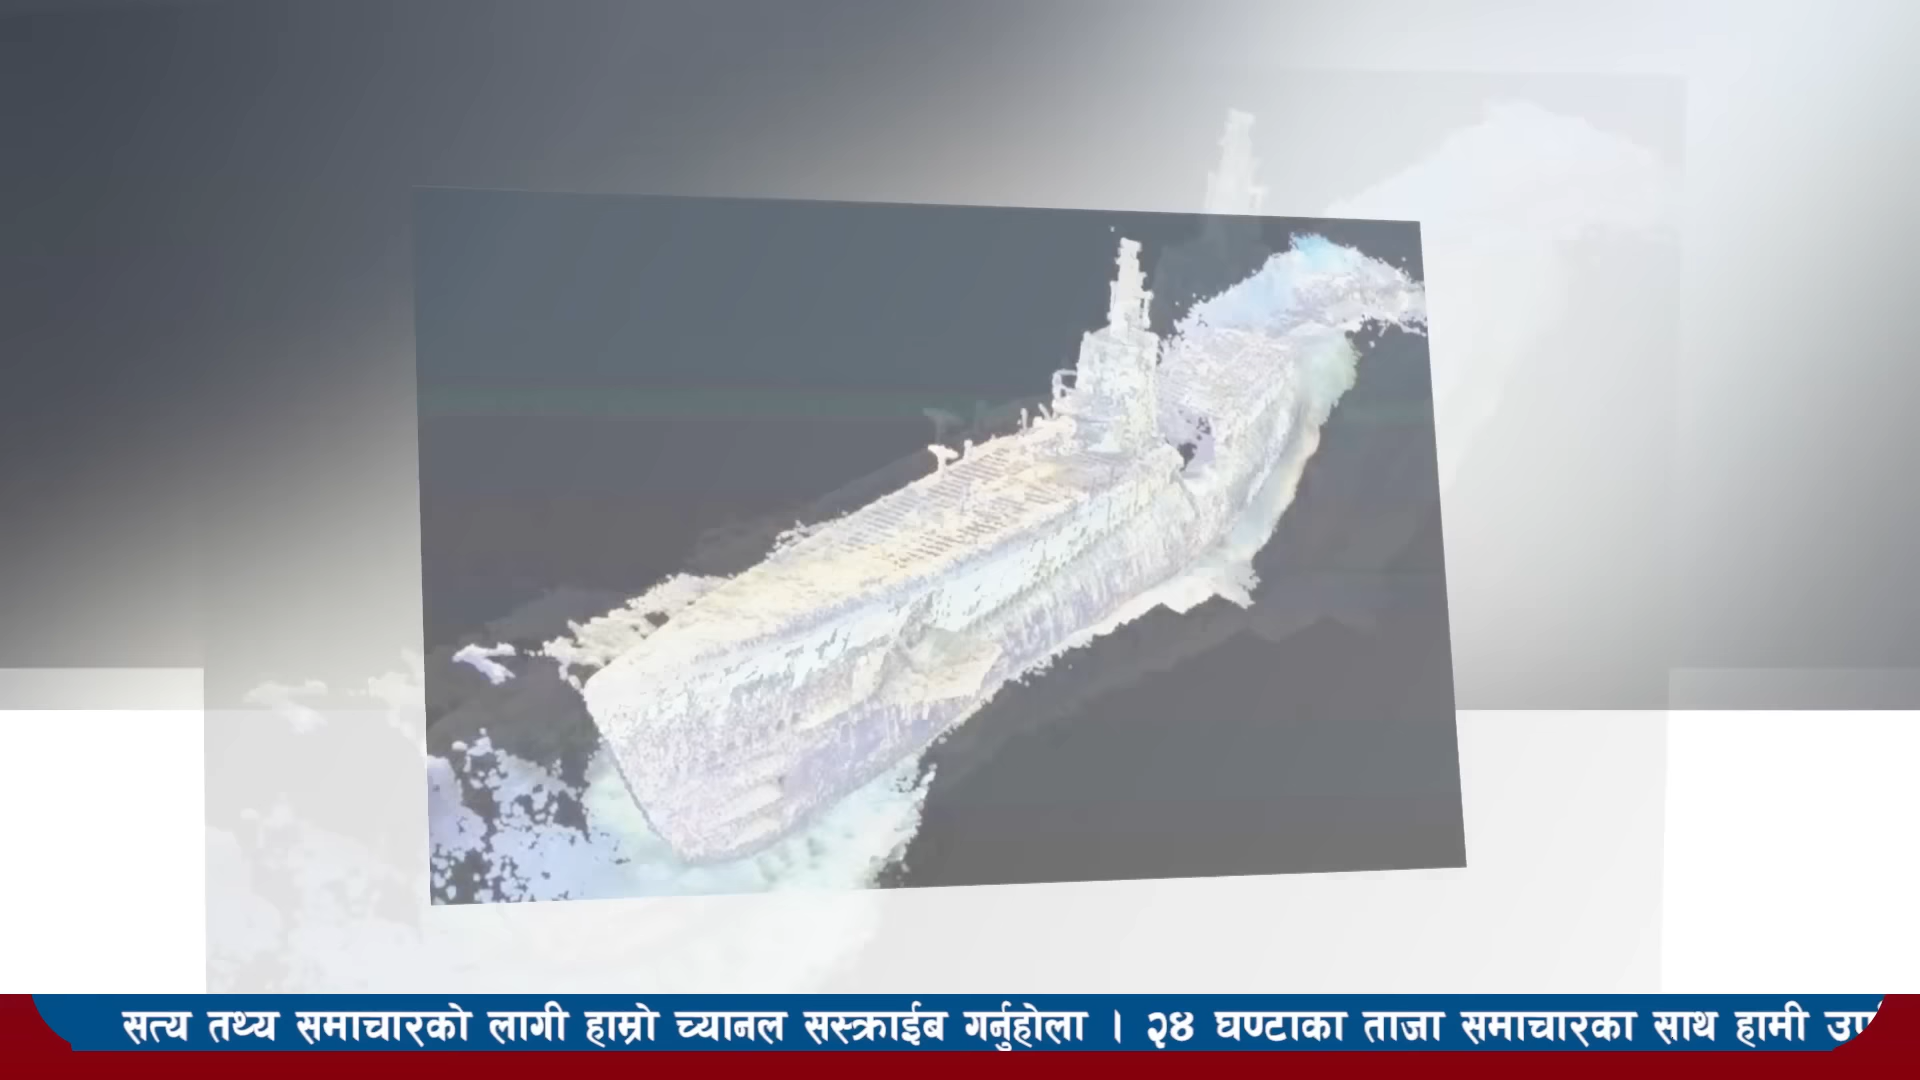 सत्य तथ्य समाचारको लागी हाम्रो च्यानल सस्क्राईब गर्नुहोला । २४ घण्टाका ताजा समाचारका साथ हामी